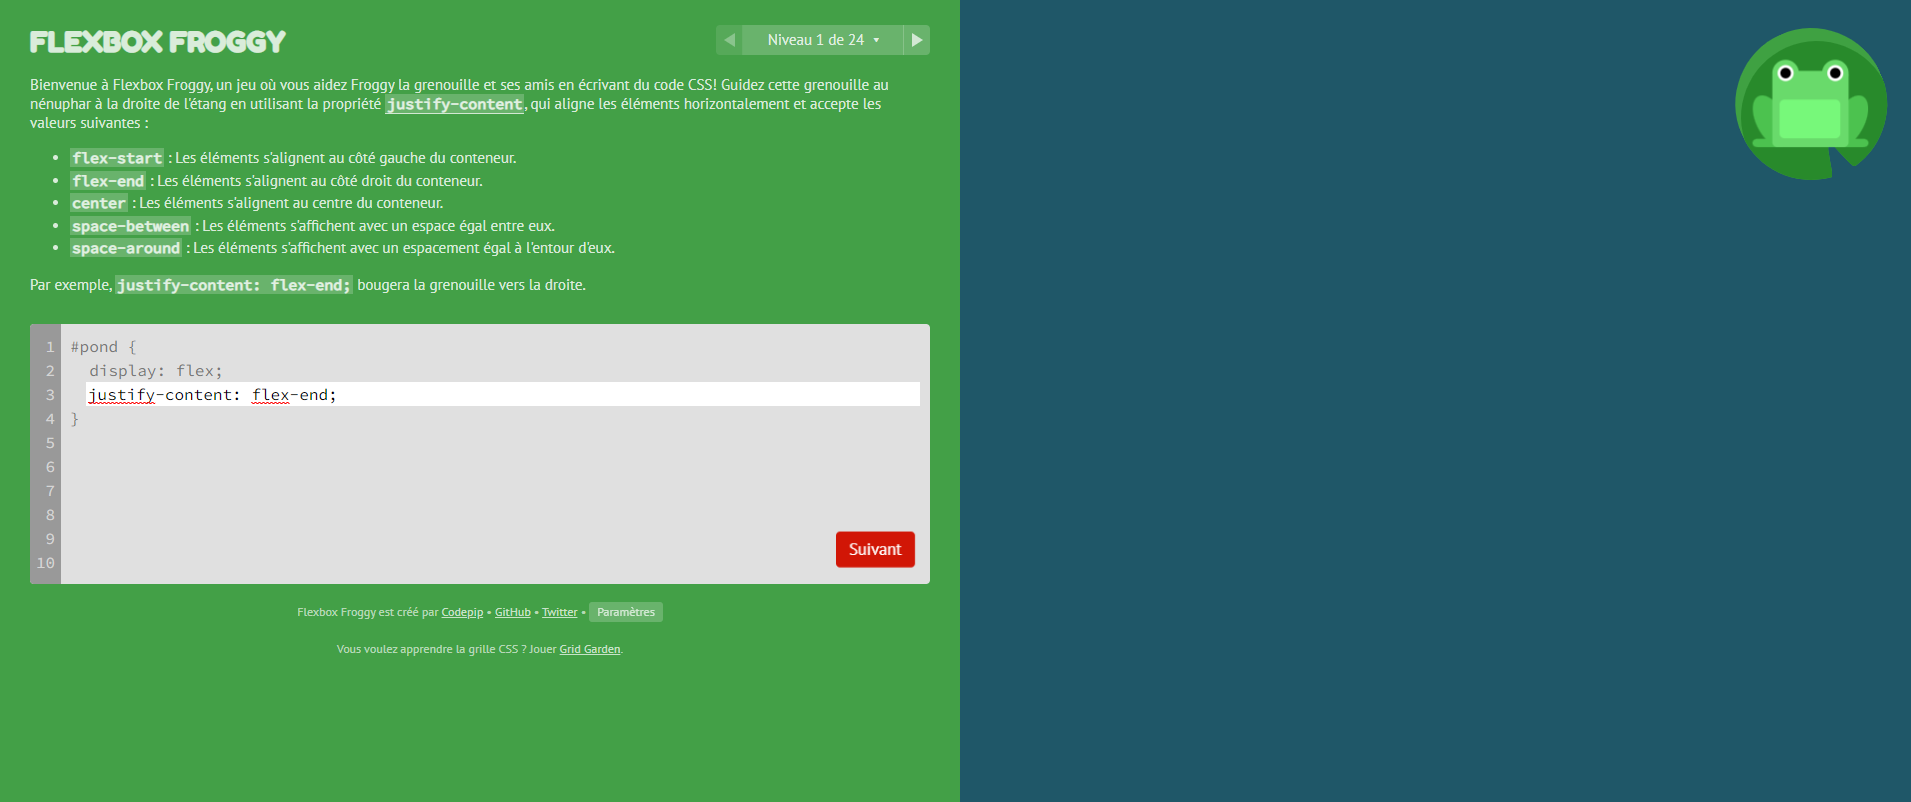 FLEXBOX FROGGY
Niveau 1 de 24
Bienvenue à Flexbox Froggy, un jeu où vous aidez Froggy la grenouille et ses amis en écrivant du code CSS! Guidez cette grenouille au
nénuphar à la droite de l'étang en utilisant la propriété justify-content, qui aligne les éléments horizontalement et accepte les
valeurs suivantes :
• flex-start : Les éléments s'alignent au côté gauche du conteneur.
• flex-end : Les éléments s'alignent au côté droit du conteneur.
• center : Les éléments s'alignent au centre du conteneur.
• space-between : Les éléments s'affichent avec un espace égal entre eux.
• space-around : Les éléments s'affichent avec un espacement égal à l'entour d'eux.
Par exemple, justify-content: flex-end; bougera la grenouille vers la droite.
1 #pond {
2 display: flex;
3 justify-content: flex-end;
4 }
5
6
7
8
9
10
Suivant
Flexbox Froggy est créé par Codepip • GitHub • Twitter • Paramètres
Vous voulez apprendre la grille CSS ? Jouer Grid Garden.